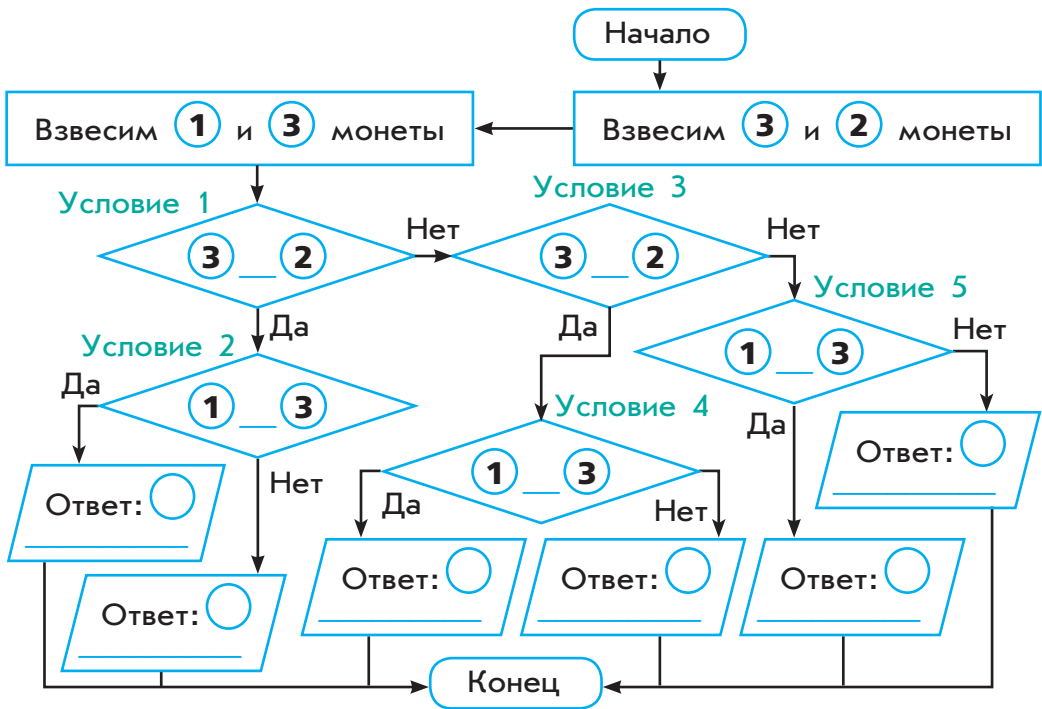 Начало
Взвесим 3 и 2 монеты
Взвесим 1 и 3 монеты
Условие 1
3 __ 2
Нет
Да
Условие 3
3 __ 2
Нет
Да
Условие 2
1 __ 3
Да
Нет
Условие 5
1 __ 3
Нет
Да
Условие 4
1 __ 3
Да
Нет
Ответ:
Ответ:
Ответ:
Ответ:
Ответ:
Ответ:
Конец